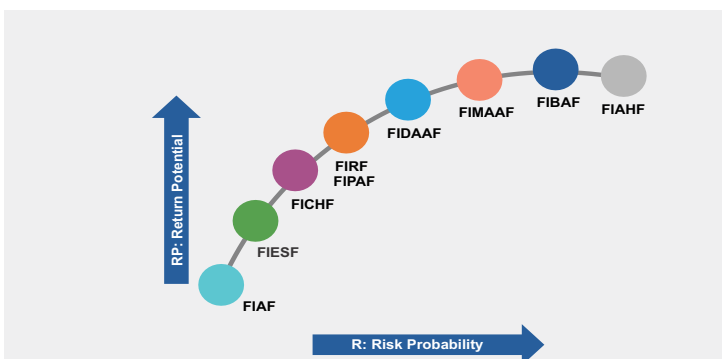 FIBAF
FIMAAF
FIAHF
FIDAAF
FIRF
FIPAF
FICHF
FIESF
FIAF
RP: Return Potential
R: Risk Probability